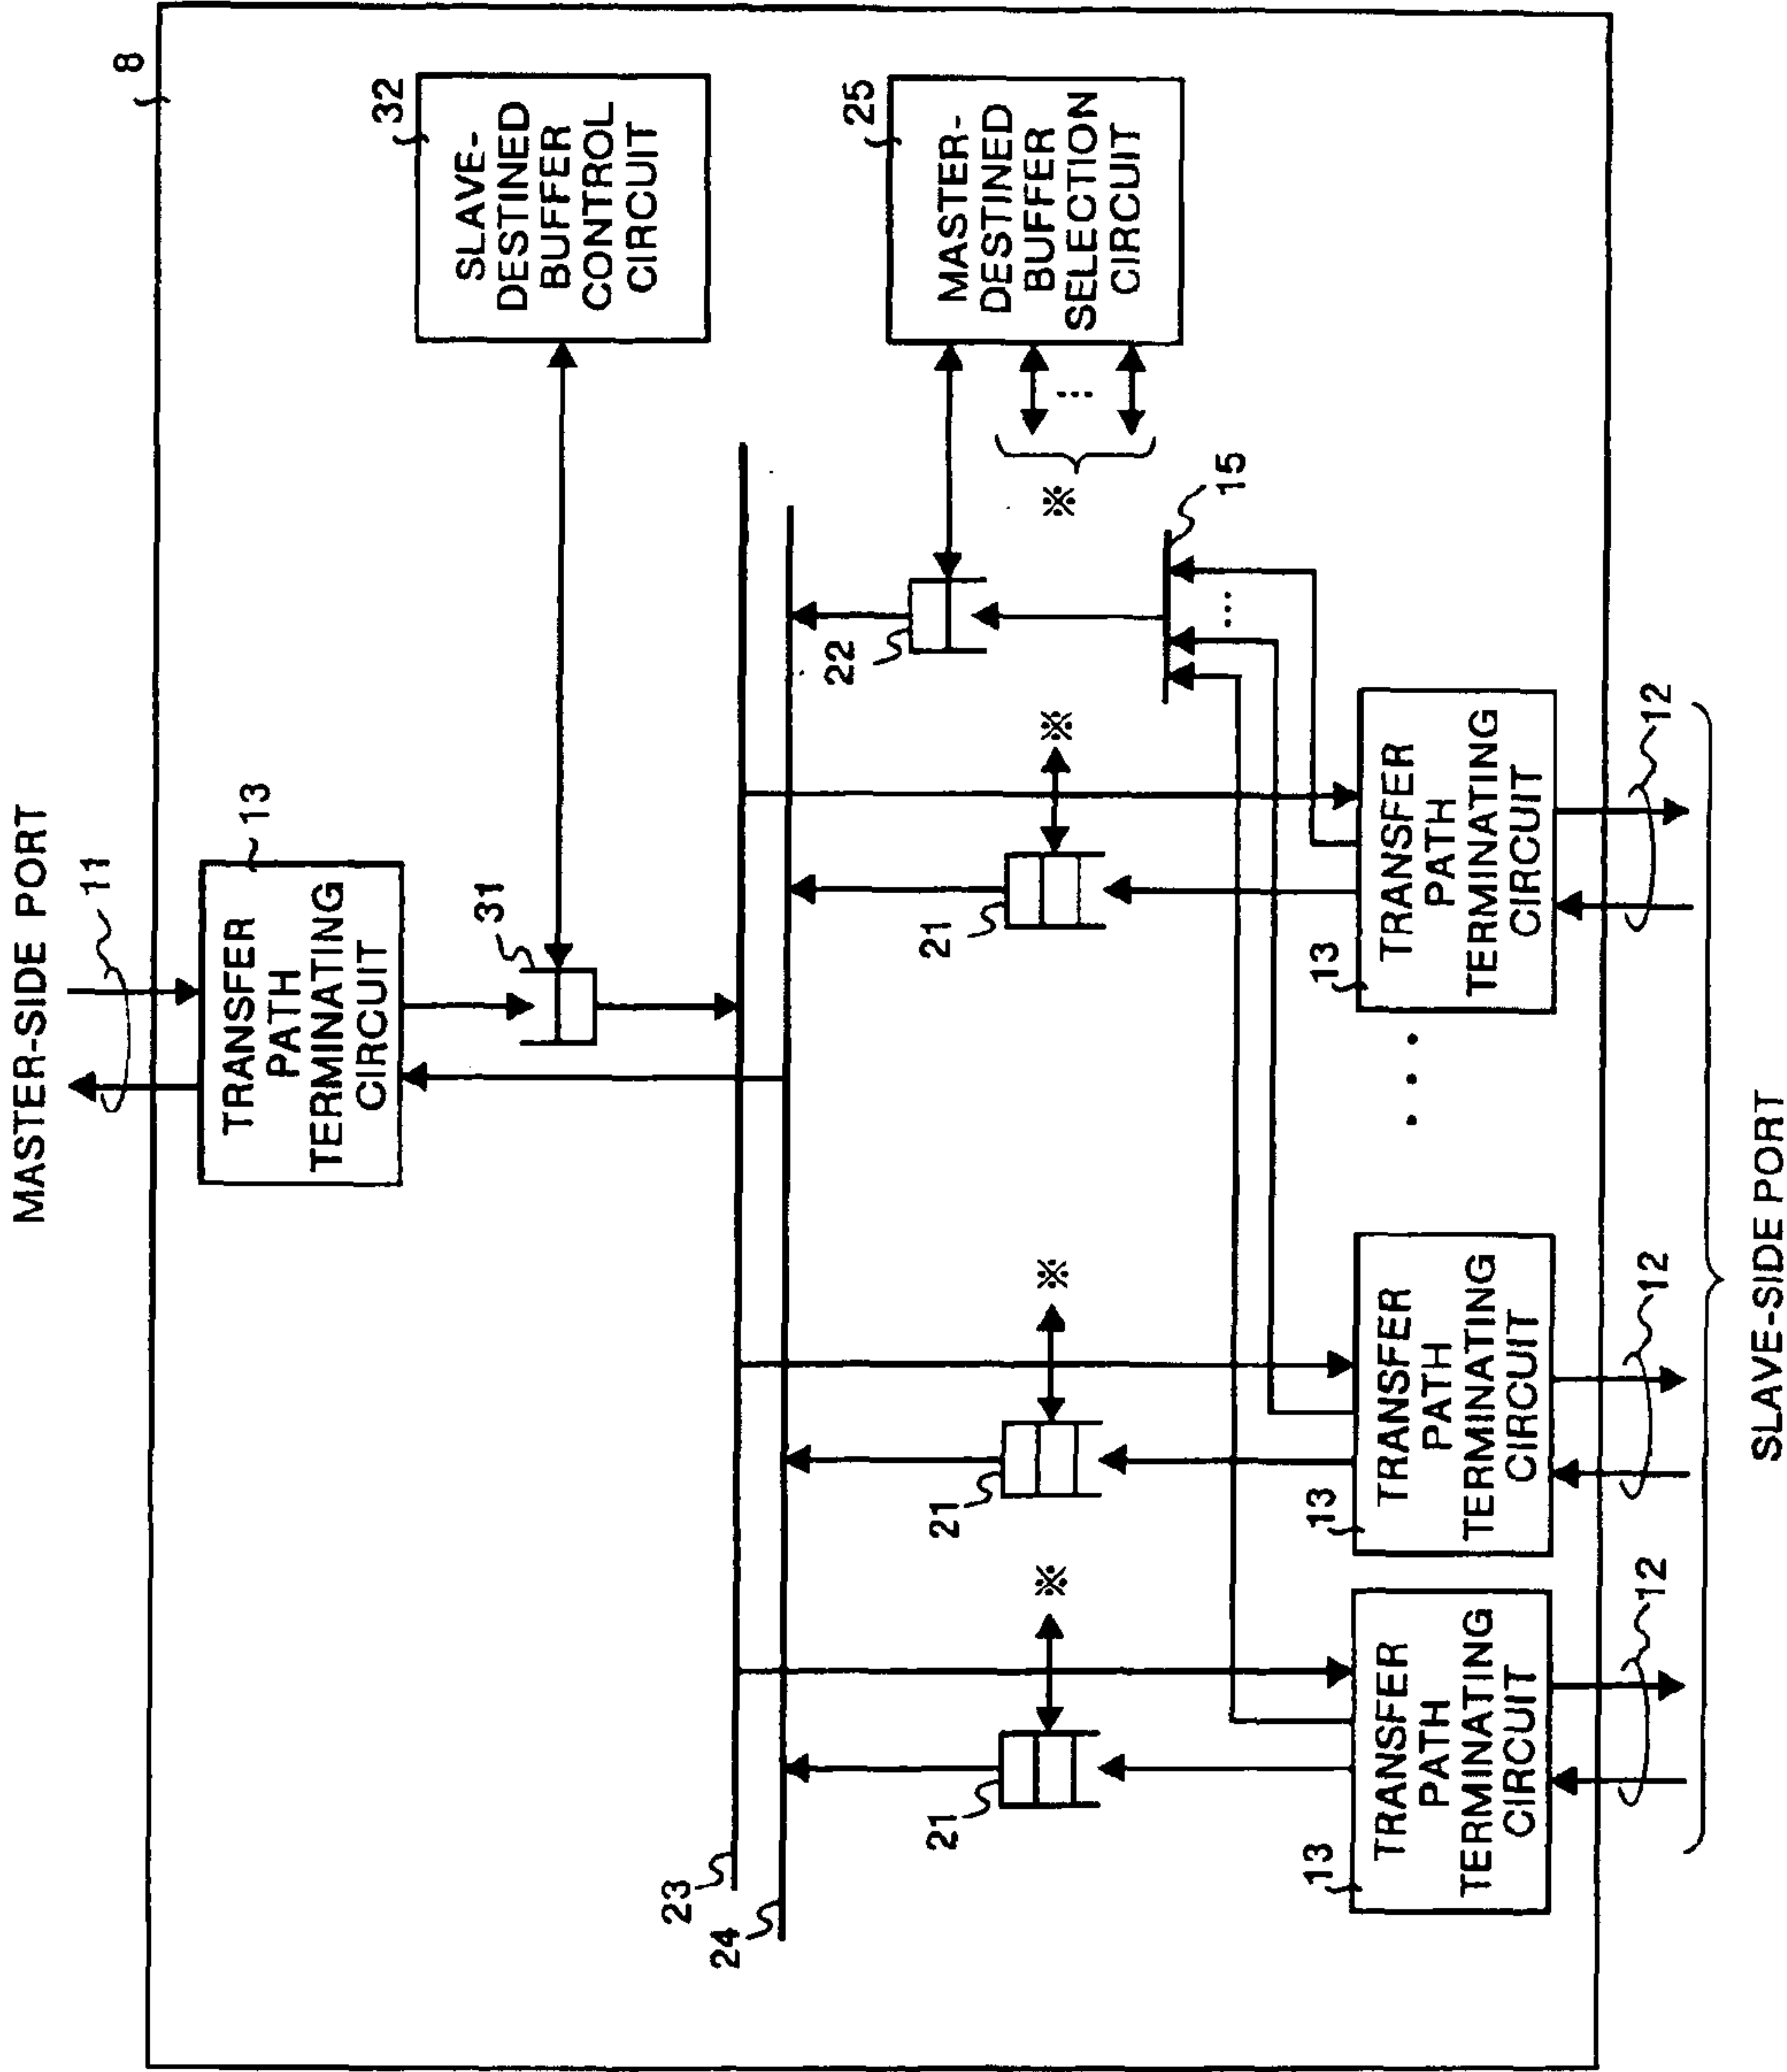 MASTER-SIDE PORT
11
8
13
TRANSFER
PATH
TERMINATING
CIRCUIT
32
SLAVE-
DESTINED
BUFFER
CONTROL
CIRCUIT
31
23
24
25
MASTER-
DESTINED
BUFFER
SELECTION
CIRCUIT
22
21
※
21
※
21
※
※
15
13
TRANSFER
PATH
TERMINATING
CIRCUIT
13
TRANSFER
PATH
TERMINATING
CIRCUIT
13
TRANSFER
PATH
TERMINATING
CIRCUIT
12
12
12
SLAVE-SIDE PORT